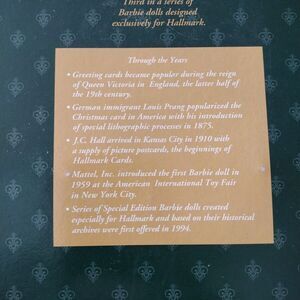 Third in a series of
Barbie dolls designed
exclusively for Hallmark.
Through the Years
• Greeting cards became popular during the reign
of Queen Victoria in England, the latter half of
the 19th century.
• German immigrant Louis Prang popularized the
Christmas card in America with his introduction
of special lithographic processes in 1875.
• J.C. Hall arrived in Kansas City in 1910 with
a supply of picture postcards, the beginnings of
Hallmark Cards.
• Mattel, Inc. introduced the first Barbie doll in
1959 at the American International Toy Fair
in New York City.
• Series of Special Edition Barbie dolls created
especially for Hallmark and based on their historical
archives were first offered in 1994.